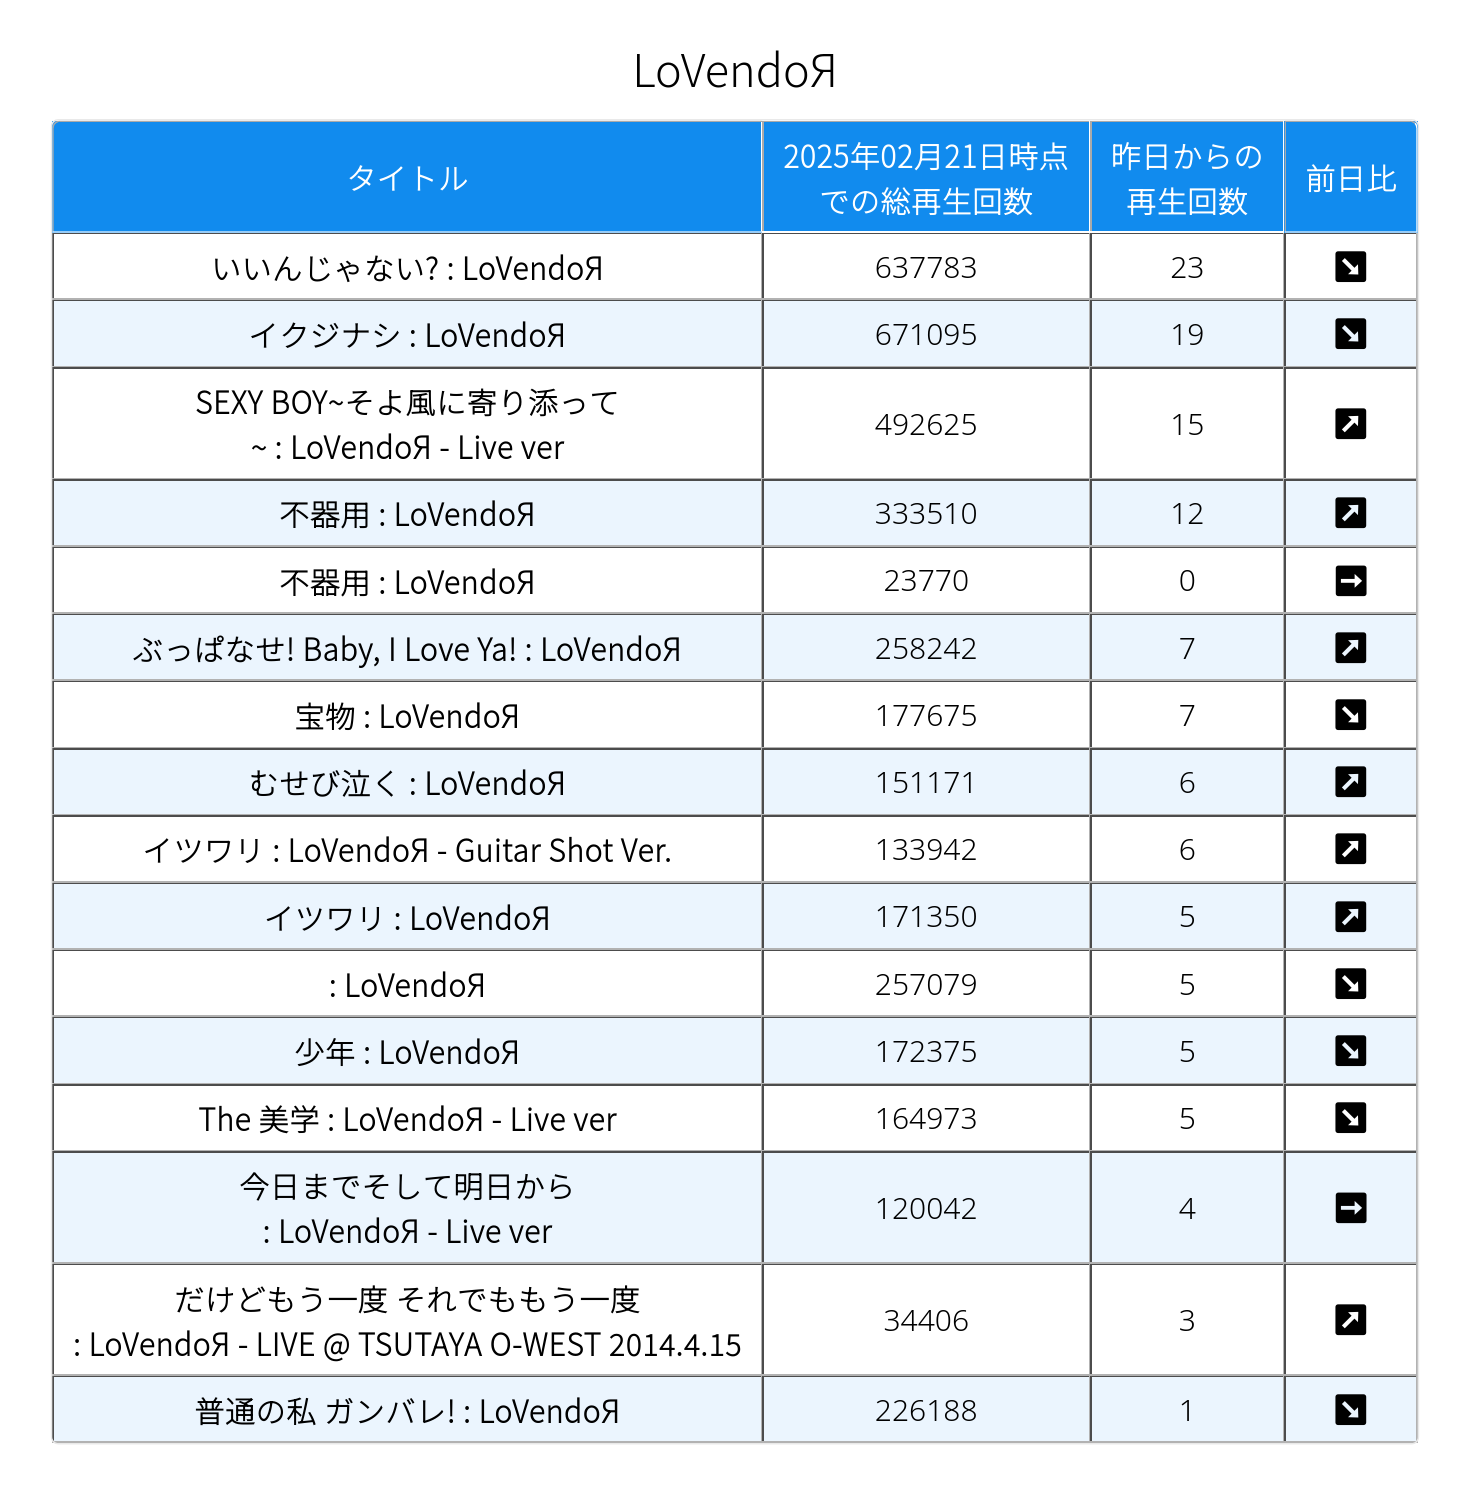 LoVendoЯ
タイトル
2025年02月21日時点
での総再生回数
昨日からの
再生回数
前日比
いいんじゃない? : LoVendoЯ 637783 23
イクジナシ : LoVendoЯ 671095 19
SEXY BOY~そよ風に寄り添って
~ : LoVendoЯ - Live ver 492625 15
不器用 : LoVendoЯ 333510 12
不器用 : LoVendoЯ 23770 0
ぶっぱなせ! Baby, I Love Ya! : LoVendoЯ 258242 7
宝物 : LoVendoЯ 177675 7
むせび泣く : LoVendoЯ 151171 6
イツワリ : LoVendoЯ - Guitar Shot Ver. 133942 6
イツワリ : LoVendoЯ 171350 5
: LoVendoЯ 257079 5
少年 : LoVendoЯ 172375 5
The 美学 : LoVendoЯ - Live ver 164973 5
今日までそして明日から
: LoVendoЯ - Live ver 120042 4
だけどもう一度 それでももう一度
: LoVendoЯ - LIVE @ TSUTAYA O-WEST 2014.4.15 34406 3
普通の私 ガンバレ! : LoVendoЯ 226188 1